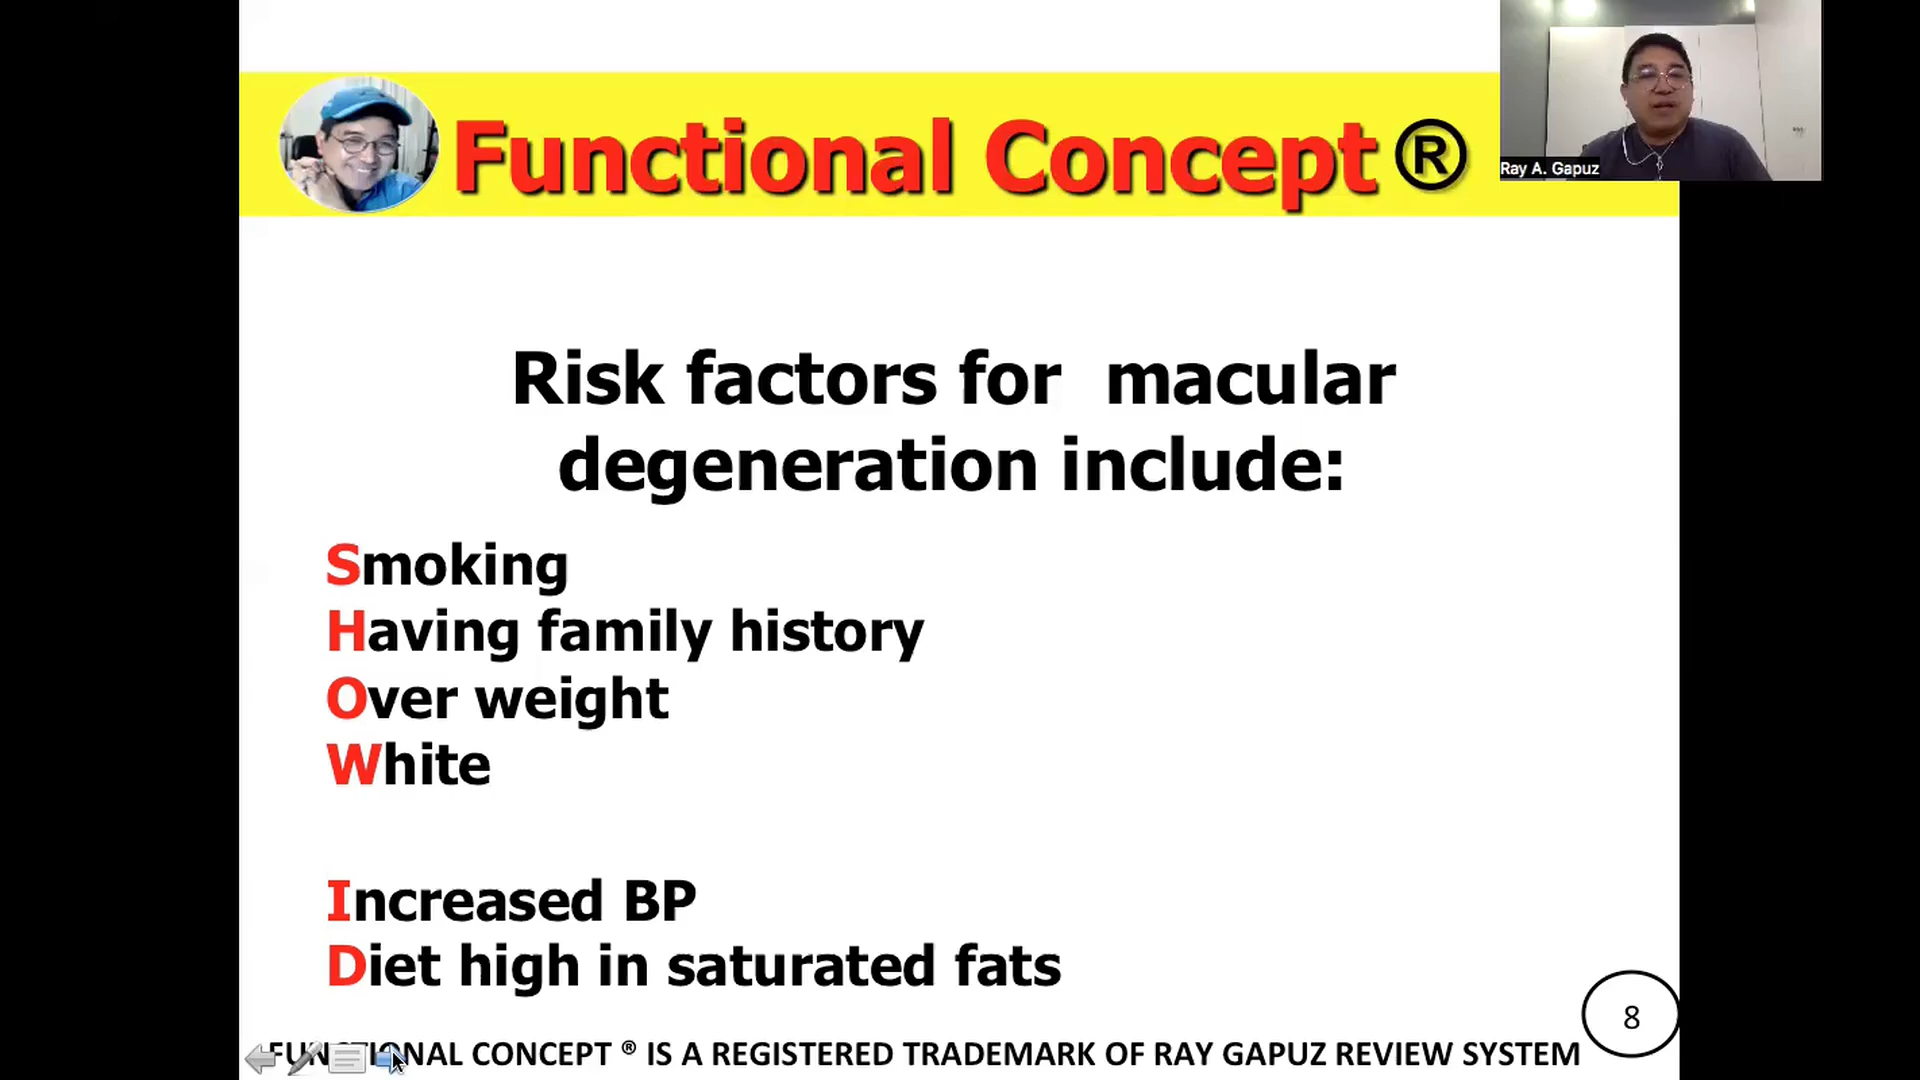 Functional Concept ®
Ray A. Gapuz
Risk factors for macular
degeneration include:
Smoking
Having family history
Over weight
White
Increased BP
Diet high in saturated fats
8
FUNCTIONAL CONCEPT ® IS A REGISTERED TRADEMARK OF RAY GAPUZ REVIEW SYSTEM